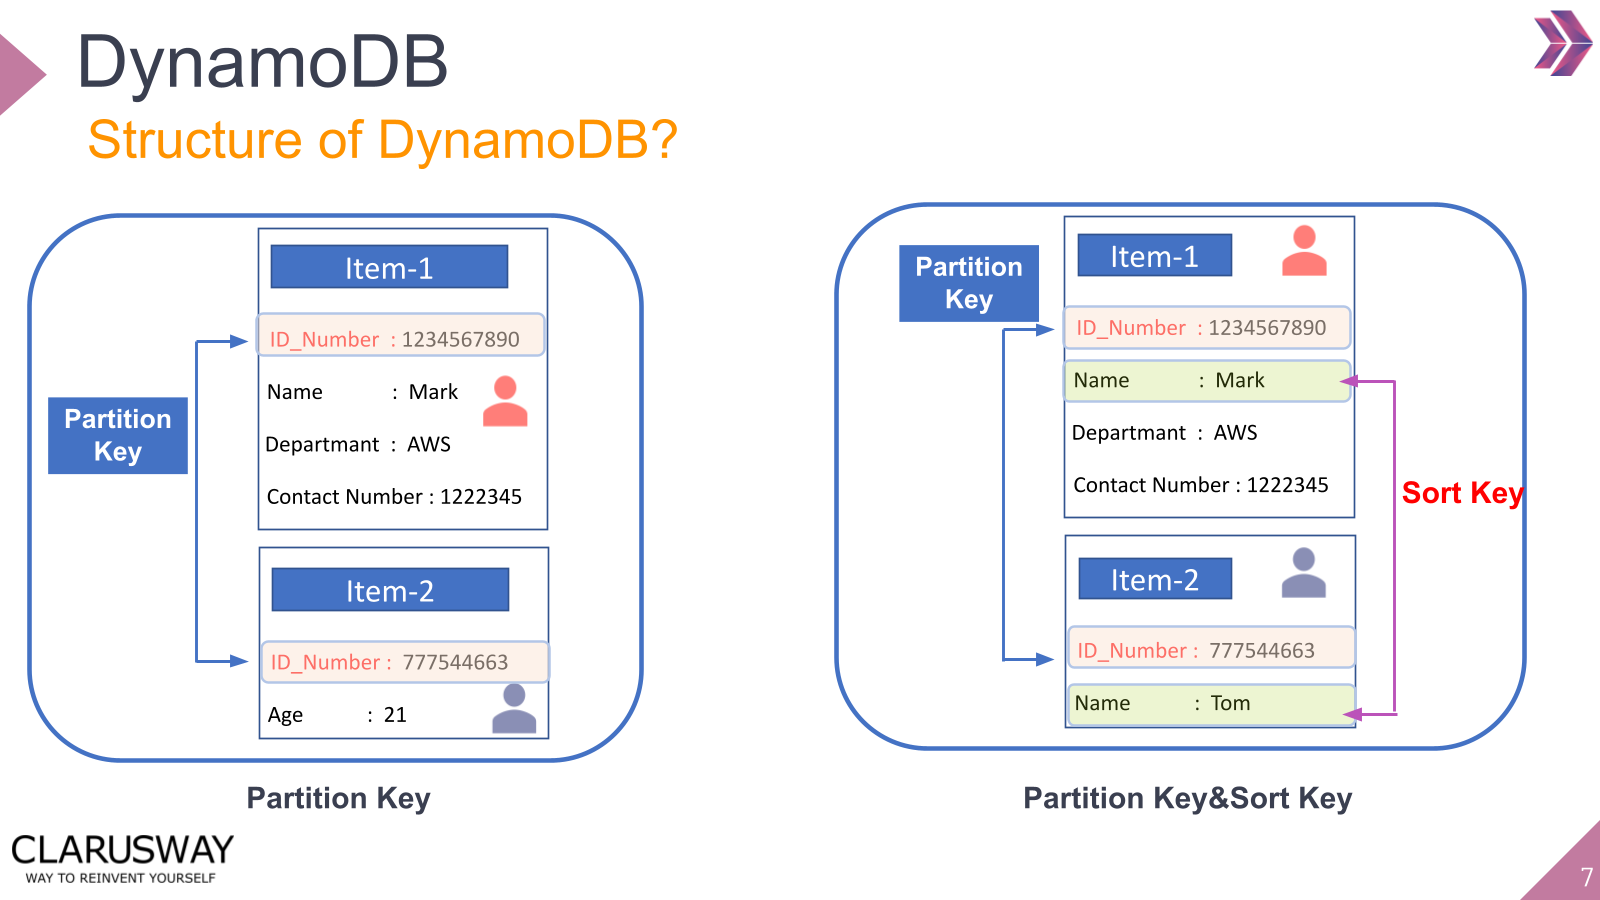 DynamoDB
Structure of DynamoDB?
Item-1
ID_Number : 1234567890
Name : Mark
Departmant : AWS
Contact Number : 1222345
Partition
Key
Item-2
ID_Number : 777544663
Age : 21
Partition Key
Partition
Key
Item-1
ID_Number : 1234567890
Name : Mark
Departmant : AWS
Contact Number : 1222345
Sort Key
Item-2
ID_Number : 777544663
Name : Tom
Partition Key&Sort Key
CLARUSWAY
WAY TO REINVENT YOURSELF
7